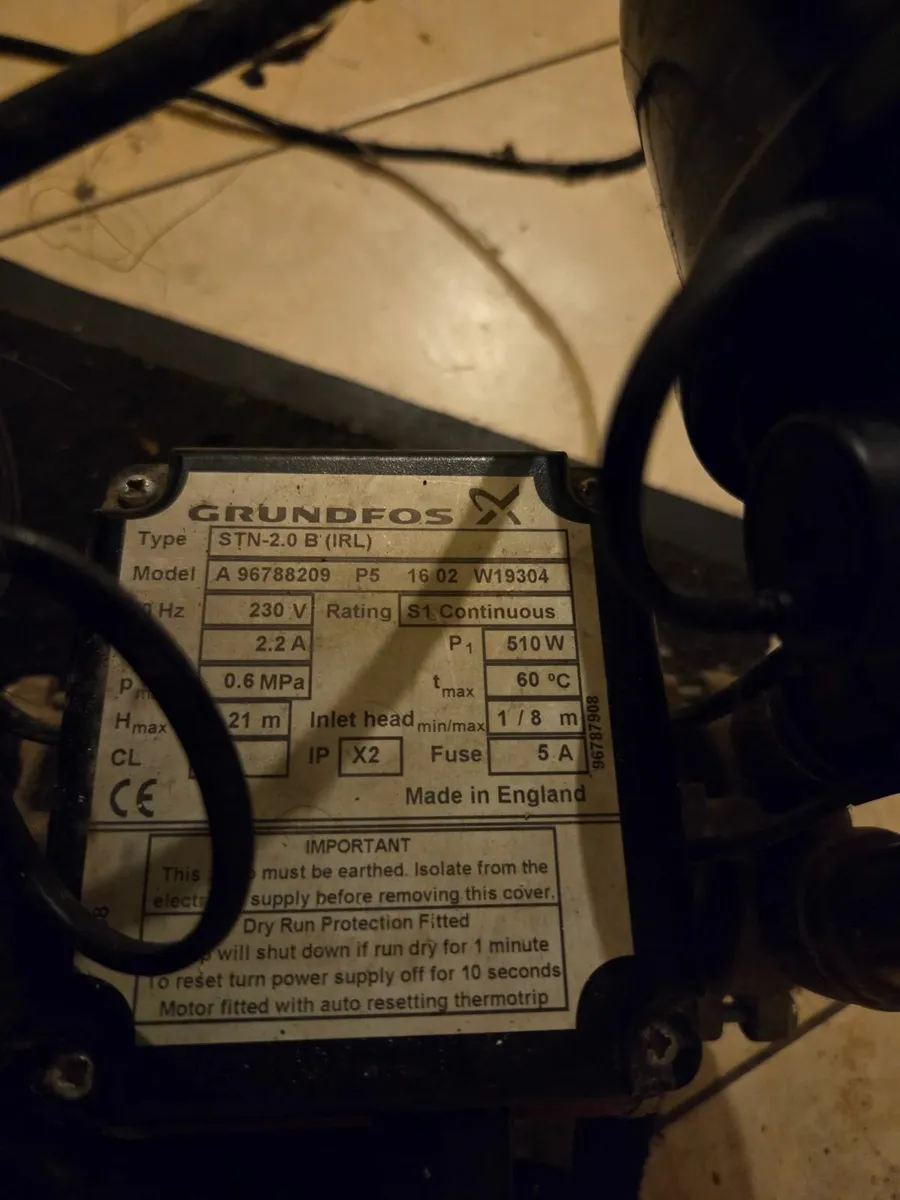 GRUNDFOS
Type STN-2.0 B (IRL)
Model A 96788209 P5 16 02 W19304
Hz 230 V Rating S1 Continuous
2.2 A P1 510 W
0.6 MPa tmax 60 ºC
Hmax 21 m Inlet head min/max 1 / 8 m
CL IP X2 Fuse 5 A
96787908
CE Made in England
IMPORTANT
This must be earthed. Isolate from the
supply before removing this cover.
Dry Run Protection Fitted
will shut down if run dry for 1 minute
To reset turn power supply off for 10 seconds
Motor fitted with auto resetting thermotrip